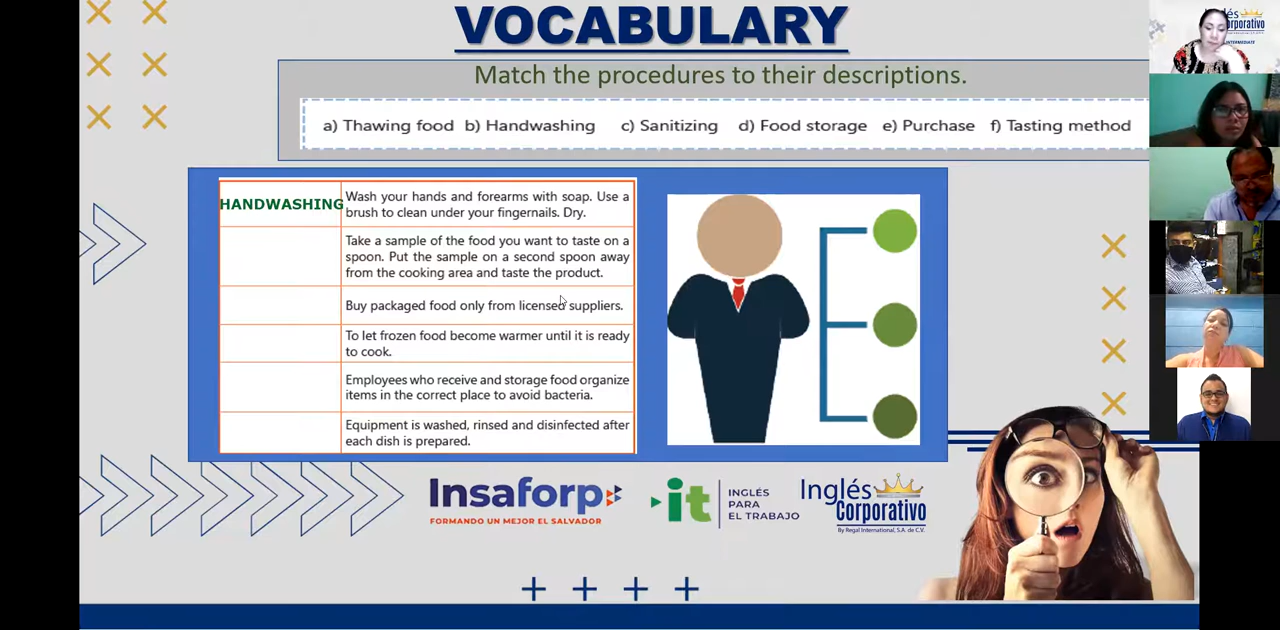 VOCABULARY
Match the procedures to their descriptions.
a) Thawing food b) Handwashing c) Sanitizing d) Food storage e) Purchase f) Tasting method
HANDWASHING
Wash your hands and forearms with soap. Use a
brush to clean under your fingernails. Dry.
Take a sample of the food you want to taste on a
spoon. Put the sample on a second spoon away
from the cooking area and taste the product.
Buy packaged food only from licensed suppliers.
To let frozen food become warmer until it is ready
to cook.
Employees who receive and storage food organize
items in the correct place to avoid bacteria.
Equipment is washed, rinsed and disinfected after
each dish is prepared.
Insaforp
FORMANDO UN MEJOR EL SALVADOR
it
INGLÉS
PARA
EL TRABAJO
Inglés
Corporativo
By Regal International, S.A. de C.V.